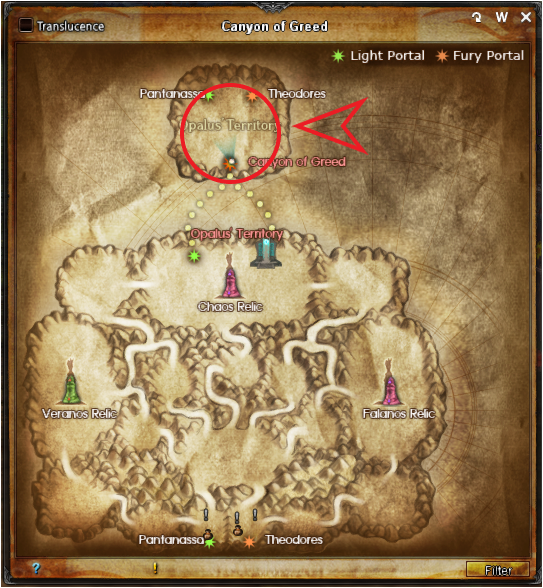 Translucence
Canyon of Greed
W
Light Portal
Fury Portal
Pantanassa
Theodores
Opalus Territory
Canyon of Greed
Opalus Territory
Chaos Relic
Veranos Relic
Falanos Relic
! ! !
Pantanassa
Theodores
? ! Filter